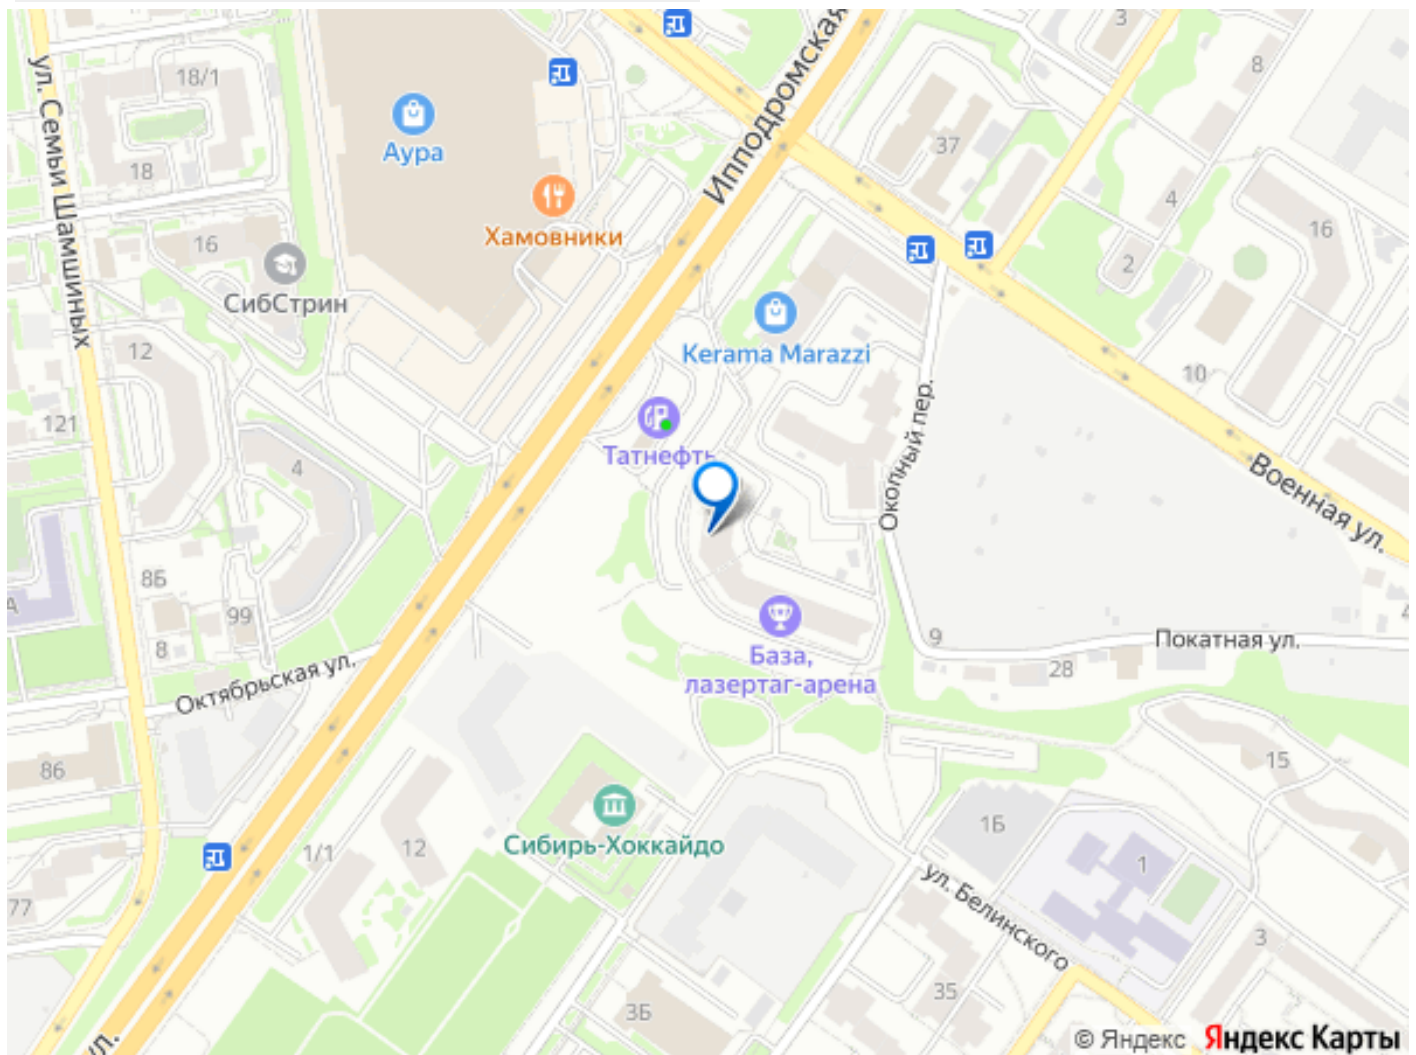 ул. Семьи Шамшиных
18/1
Аура
18
Хамовники
16
СибСтрин
12
121
4
Ипподромская
3
8
37
4
2
16
Kerama Marazzi
10
Татнефть
Окопный пер.
Военная ул.
8Б
99
8
Октябрьская ул.
База,
лазертаг-арена
9
Покатная ул.
28
4
86
15
Сибирь-Хоккайдо
1Б
1
1/1
12
77
ул. Белинского
3
35
3Б
ул.
© Яндекс Яндекс Карты